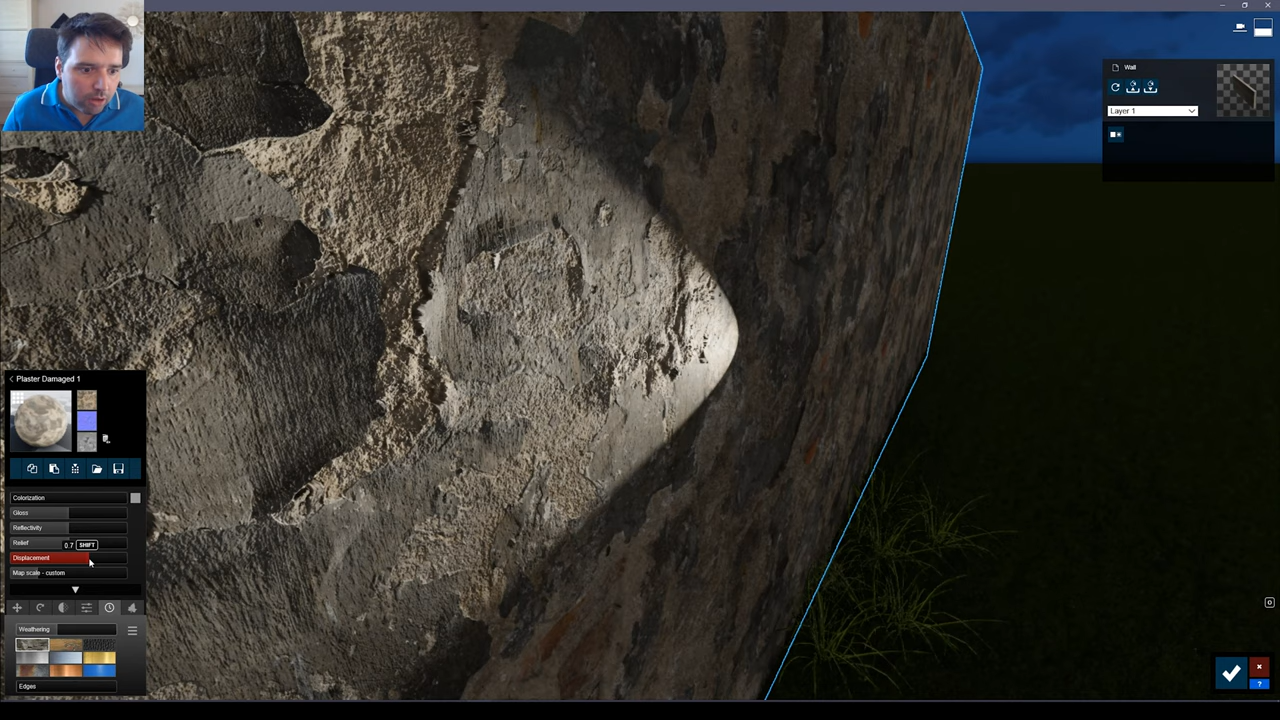 Wall
Layer 1
Plaster Damaged 1
Colorization
Gloss
Reflectivity
Relief
0.7 SHIFT
Displacement
Map scale - custom
Weathering
Edges
O
?